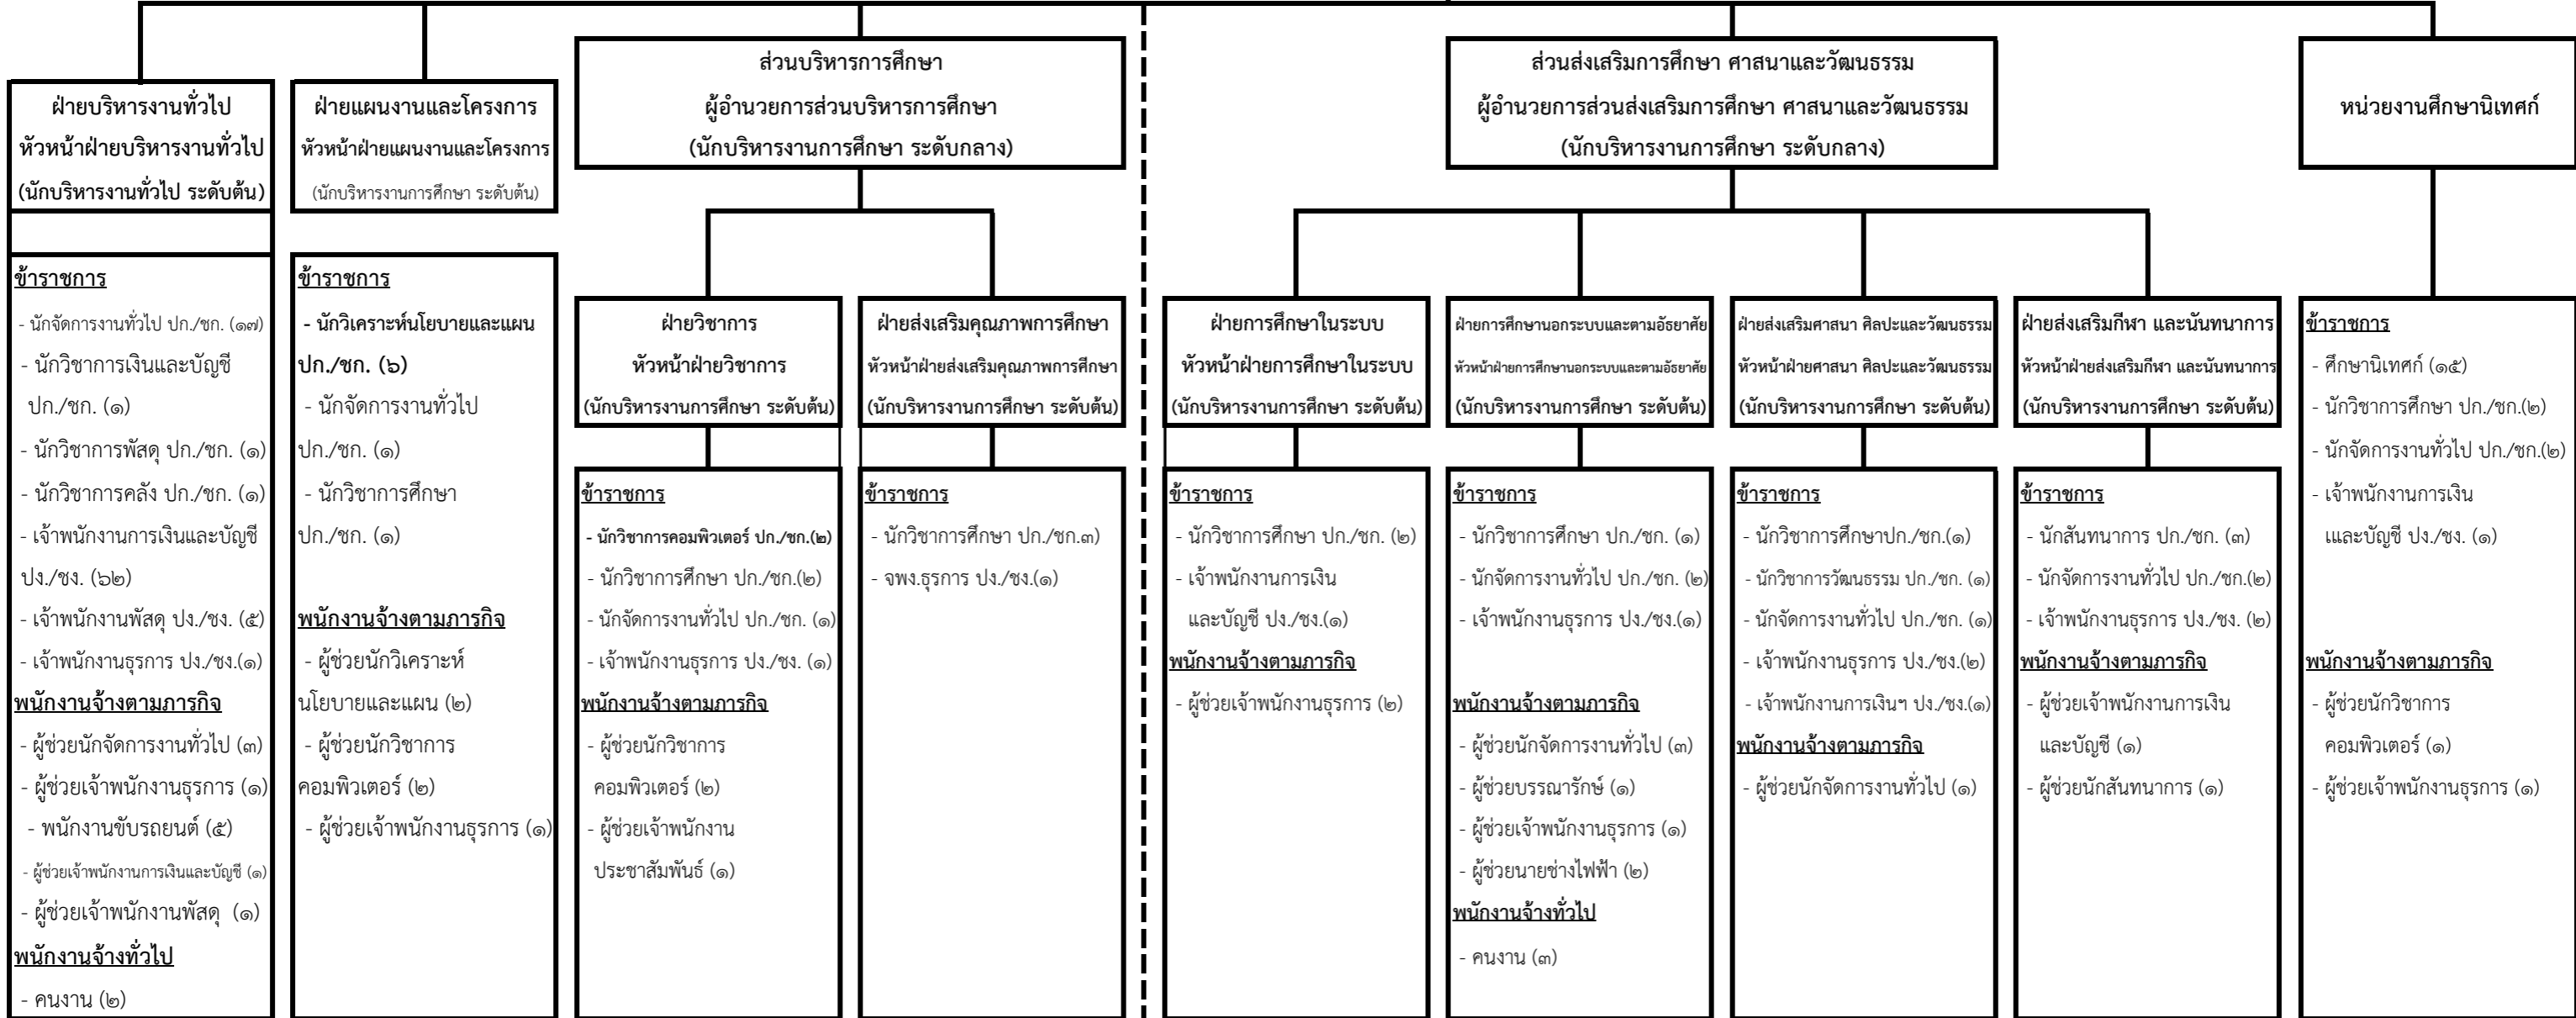 ฝ่ายบริหารงานทั่วไป
หัวหน้าฝ่ายบริหารงานทั่วไป
(นักบริหารงานทั่วไป ระดับต้น)
ข้าราชการ
- นักจัดการงานทั่วไป ปก./ชก. (๑๗)
- นักวิชาการเงินและบัญชี
ปก./ชก. (๑)
- นักวิชาการพัสดุ ปก./ชก. (๑)
- นักวิชาการคลัง ปก./ชก. (๑)
- เจ้าพนักงานการเงินและบัญชี
ปง./ชง. (๖๒)
- เจ้าพนักงานพัสดุ ปง./ชง. (๕)
- เจ้าพนักงานธุรการ ปง./ชง.(๑)
พนักงานจ้างตามภารกิจ
- ผู้ช่วยนักจัดการงานทั่วไป (๓)
- ผู้ช่วยเจ้าพนักงานธุรการ (๑)
- พนักงานขับรถยนต์ (๕)
- ผู้ช่วยเจ้าพนักงานการเงินและบัญชี (๑)
- ผู้ช่วยเจ้าพนักงานพัสดุ (๑)
พนักงานจ้างทั่วไป
- คนงาน (๒)
ฝ่ายแผนงานและโครงการ
หัวหน้าฝ่ายแผนงานและโครงการ
(นักบริหารงานการศึกษา ระดับต้น)
ข้าราชการ
- นักวิเคราะห์นโยบายและแผน
ปก./ชก. (๖)
- นักจัดการงานทั่วไป
ปก./ชก. (๑)
- นักวิชาการศึกษา
ปก./ชก. (๑)
พนักงานจ้างตามภารกิจ
- ผู้ช่วยนักวิเคราะห์
นโยบายและแผน (๒)
- ผู้ช่วยนักวิชาการ
คอมพิวเตอร์ (๒)
- ผู้ช่วยเจ้าพนักงานธุรการ (๑)
ส่วนบริหารการศึกษา
ผู้อำนวยการส่วนบริหารการศึกษา
(นักบริหารงานการศึกษา ระดับกลาง)
ฝ่ายวิชาการ
หัวหน้าฝ่ายวิชาการ
(นักบริหารงานการศึกษา ระดับต้น)
ข้าราชการ
- นักวิชาการคอมพิวเตอร์ ปก./ชก.(๒)
- นักวิชาการศึกษา ปก./ชก.(๒)
- นักจัดการงานทั่วไป ปก./ชก. (๑)
- เจ้าพนักงานธุรการ ปง./ชง. (๑)
พนักงานจ้างตามภารกิจ
- ผู้ช่วยนักวิชาการ
คอมพิวเตอร์ (๒)
- ผู้ช่วยเจ้าพนักงาน
ประชาสัมพันธ์ (๑)
ฝ่ายส่งเสริมคุณภาพการศึกษา
หัวหน้าฝ่ายส่งเสริมคุณภาพการศึกษา
(นักบริหารงานการศึกษา ระดับต้น)
ข้าราชการ
- นักวิชาการศึกษา ปก./ชก.๓)
- จพง.ธุรการ ปง./ชง.(๑)
ส่วนส่งเสริมการศึกษา ศาสนาและวัฒนธรรม
ผู้อำนวยการส่วนส่งเสริมการศึกษา ศาสนาและวัฒนธรรม
(นักบริหารงานการศึกษา ระดับกลาง)
ฝ่ายการศึกษาในระบบ
หัวหน้าฝ่ายการศึกษาในระบบ
(นักบริหารงานการศึกษา ระดับต้น)
ข้าราชการ
- นักวิชาการศึกษา ปก./ชก. (๒)
- เจ้าพนักงานการเงิน
และบัญชี ปง./ชง.(๑)
พนักงานจ้างตามภารกิจ
- ผู้ช่วยเจ้าพนักงานธุรการ (๒)
ฝ่ายการศึกษานอกระบบและตามอัธยาศัย
หัวหน้าฝ่ายการศึกษานอกระบบและตามอัธยาศัย
(นักบริหารงานการศึกษา ระดับต้น)
ข้าราชการ
- นักวิชาการศึกษา ปก./ชก. (๑)
- นักจัดการงานทั่วไป ปก./ชก. (๒)
- เจ้าพนักงานธุรการ ปง./ชง.(๑)
พนักงานจ้างตามภารกิจ
- ผู้ช่วยนักจัดการงานทั่วไป (๓)
- ผู้ช่วยบรรณารักษ์ (๑)
- ผู้ช่วยเจ้าพนักงานธุรการ (๑)
- ผู้ช่วยนายช่างไฟฟ้า (๒)
พนักงานจ้างทั่วไป
- คนงาน (๓)
ฝ่ายส่งเสริมศาสนา ศิลปะและวัฒนธรรม
หัวหน้าฝ่ายศาสนา ศิลปะและวัฒนธรรม
(นักบริหารงานการศึกษา ระดับต้น)
ข้าราชการ
- นักวิชาการศึกษาปก./ชก.(๑)
- นักวิชาการวัฒนธรรม ปก./ชก. (๑)
- นักจัดการงานทั่วไป ปก./ชก. (๑)
- เจ้าพนักงานธุรการ ปง./ชง.(๒)
- เจ้าพนักงานการเงินฯ ปง./ชง.(๑)
พนักงานจ้างตามภารกิจ
- ผู้ช่วยนักจัดการงานทั่วไป (๑)
ฝ่ายส่งเสริมกีฬา และนันทนาการ
หัวหน้าฝ่ายส่งเสริมกีฬา และนันทนาการ
(นักบริหารงานการศึกษา ระดับต้น)
ข้าราชการ
- นักสันทนาการ ปก./ชก. (๓)
- นักจัดการงานทั่วไป ปก./ชก.(๒)
- เจ้าพนักงานธุรการ ปง./ชง. (๒)
พนักงานจ้างตามภารกิจ
- ผู้ช่วยเจ้าพนักงานการเงิน
และบัญชี (๑)
- ผู้ช่วยนักสันทนาการ (๑)
หน่วยงานศึกษานิเทศก์
ข้าราชการ
- ศึกษานิเทศก์ (๑๕)
- นักวิชาการศึกษา ปก./ชก.(๒)
- นักจัดการงานทั่วไป ปก./ชก.(๒)
- เจ้าพนักงานการเงิน
เและบัญชี ปง./ชง. (๑)
พนักงานจ้างตามภารกิจ
- ผู้ช่วยนักวิชาการ
คอมพิวเตอร์ (๑)
- ผู้ช่วยเจ้าพนักงานธุรการ (๑)